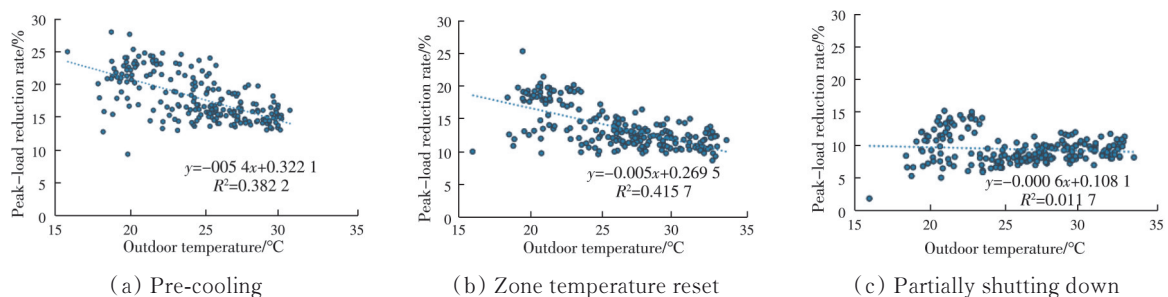 30
25
20
15
10
5
0
Peak-load reduction rate/%
y=-005 4x+0.322 1
R²=0.382 2
15 20 25 30 35
Outdoor temperature/°C
(a) Pre-cooling
30
25
20
15
10
5
0
Peak-load reduction rate/%
y=-0.005x+0.269 5
R²=0.415 7
15 20 25 30 35
Outdoor temperature/°C
(b) Zone temperature reset
30
25
20
15
10
5
0
Peak-load reduction rate/%
y=-0.000 6x+0.108 1
R²=0.011 7
15 20 25 30 35
Outdoor temperature/°C
(c) Partially shutting down